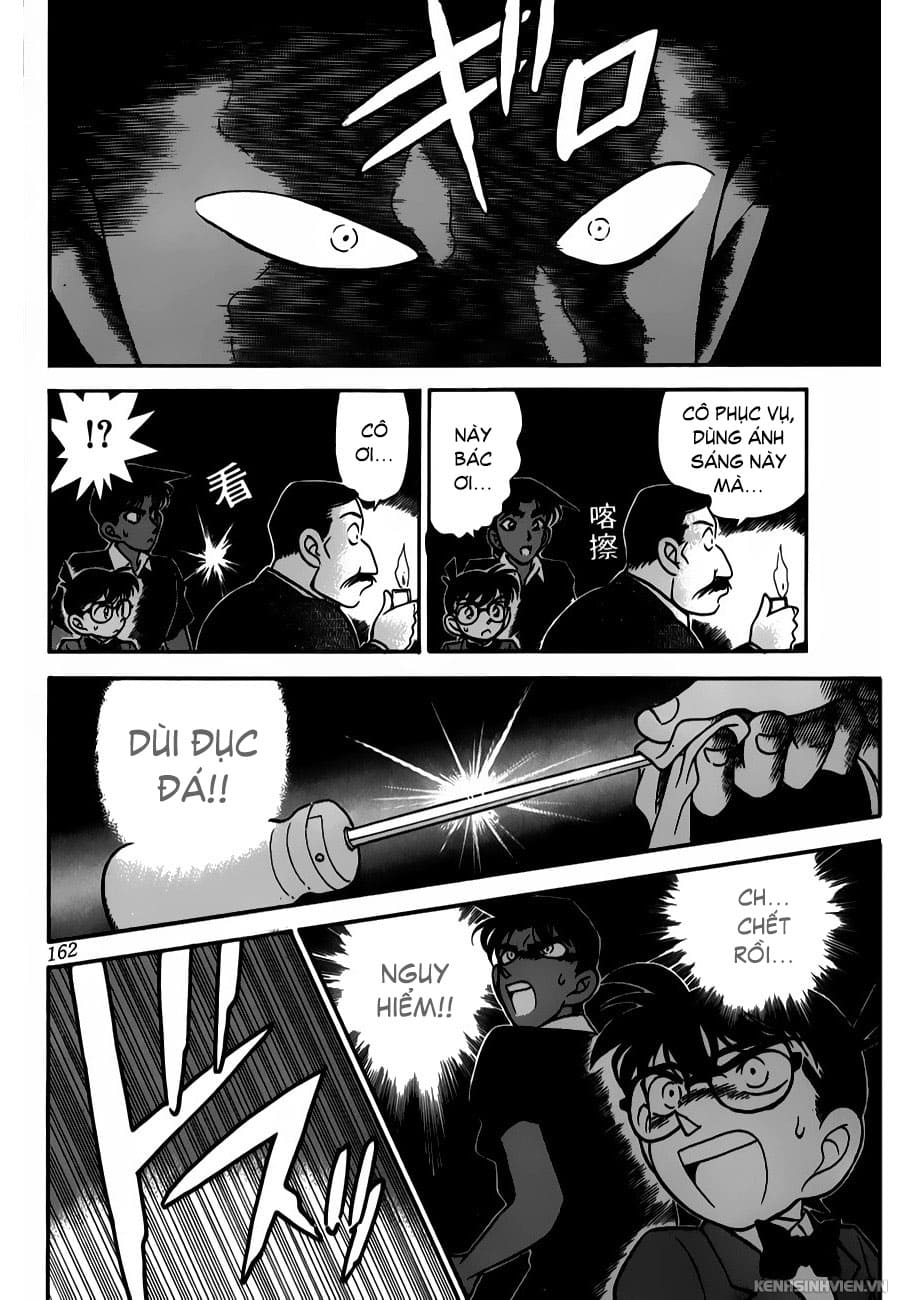 ギロ
CÔ PHỤC VỤ,
DÙNG ÁNH
SÁNG NÀY
MÀ...
NÀY
BÁC
ƠI...
喀
擦
CÔ
ƠI...
!?
看
DÙI ĐỤC
ĐÁ!!
162
CH...
CHẾT
RỒI...
NGUY
HIỂM!!
ドスッ
KENHSINHVIEN.VN